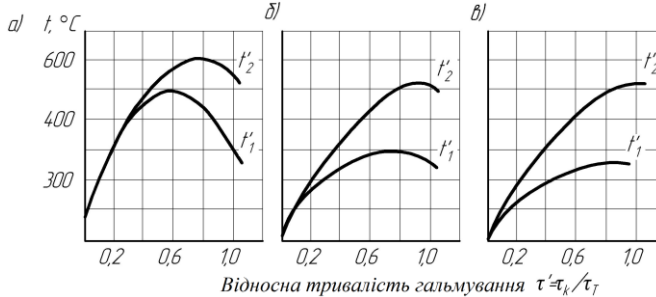 а) t, °C б) в)
600 t'₂ t'₂ t'₂
400
t'₁ t'₁ t'₁
300
0,2 0,6 1,0 0,2 0,6 1,0 0,2 0,6 1,0
Відносна тривалість гальмування τ'=τₖ/τ_T